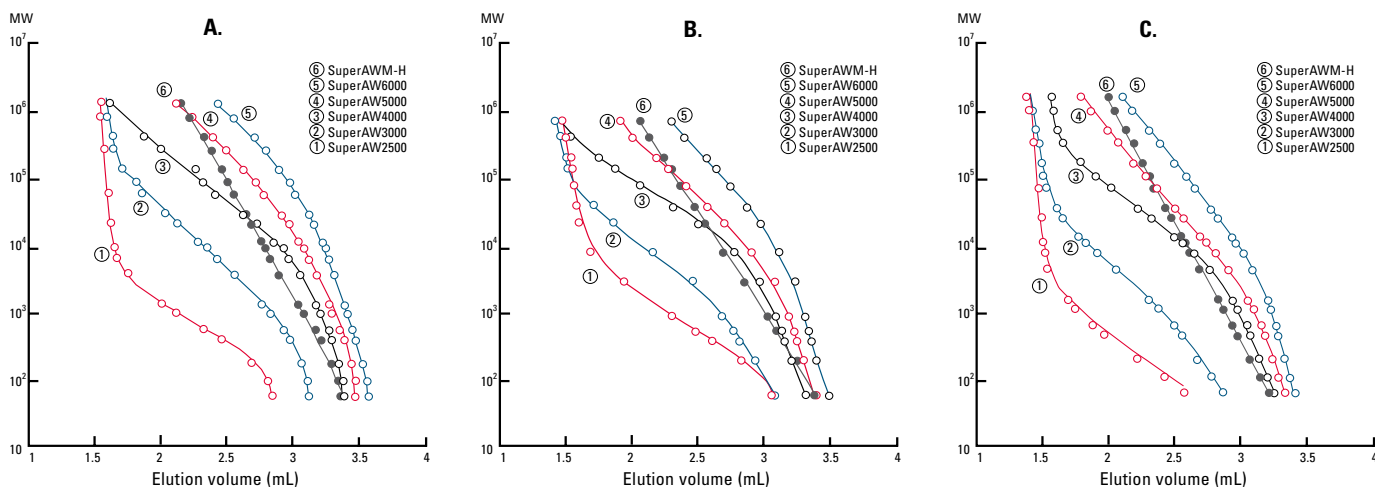 A.
MW
10⁷
10⁶
10⁵
10⁴
10³
10²
10
1 1.5 2 2.5 3 3.5 4
Elution volume (mL)
⑥ SuperAWM-H
⑤ SuperAW6000
④ SuperAW5000
③ SuperAW4000
② SuperAW3000
① SuperAW2500
⑥
⑤
④
③
②
①
B.
MW
10⁷
10⁶
10⁵
10⁴
10³
10²
10
1 1.5 2 2.5 3 3.5 4
Elution volume (mL)
⑥ SuperAWM-H
⑤ SuperAW6000
④ SuperAW5000
③ SuperAW4000
② SuperAW3000
① SuperAW2500
⑥
⑤
④
③
②
①
C.
MW
10⁷
10⁶
10⁵
10⁴
10³
10²
10
1 1.5 2 2.5 3 3.5 4
Elution volume (mL)
⑥ SuperAWM-H
⑤ SuperAW6000
④ SuperAW5000
③ SuperAW4000
② SuperAW3000
① SuperAW2500
⑥
⑤
④
③
②
①